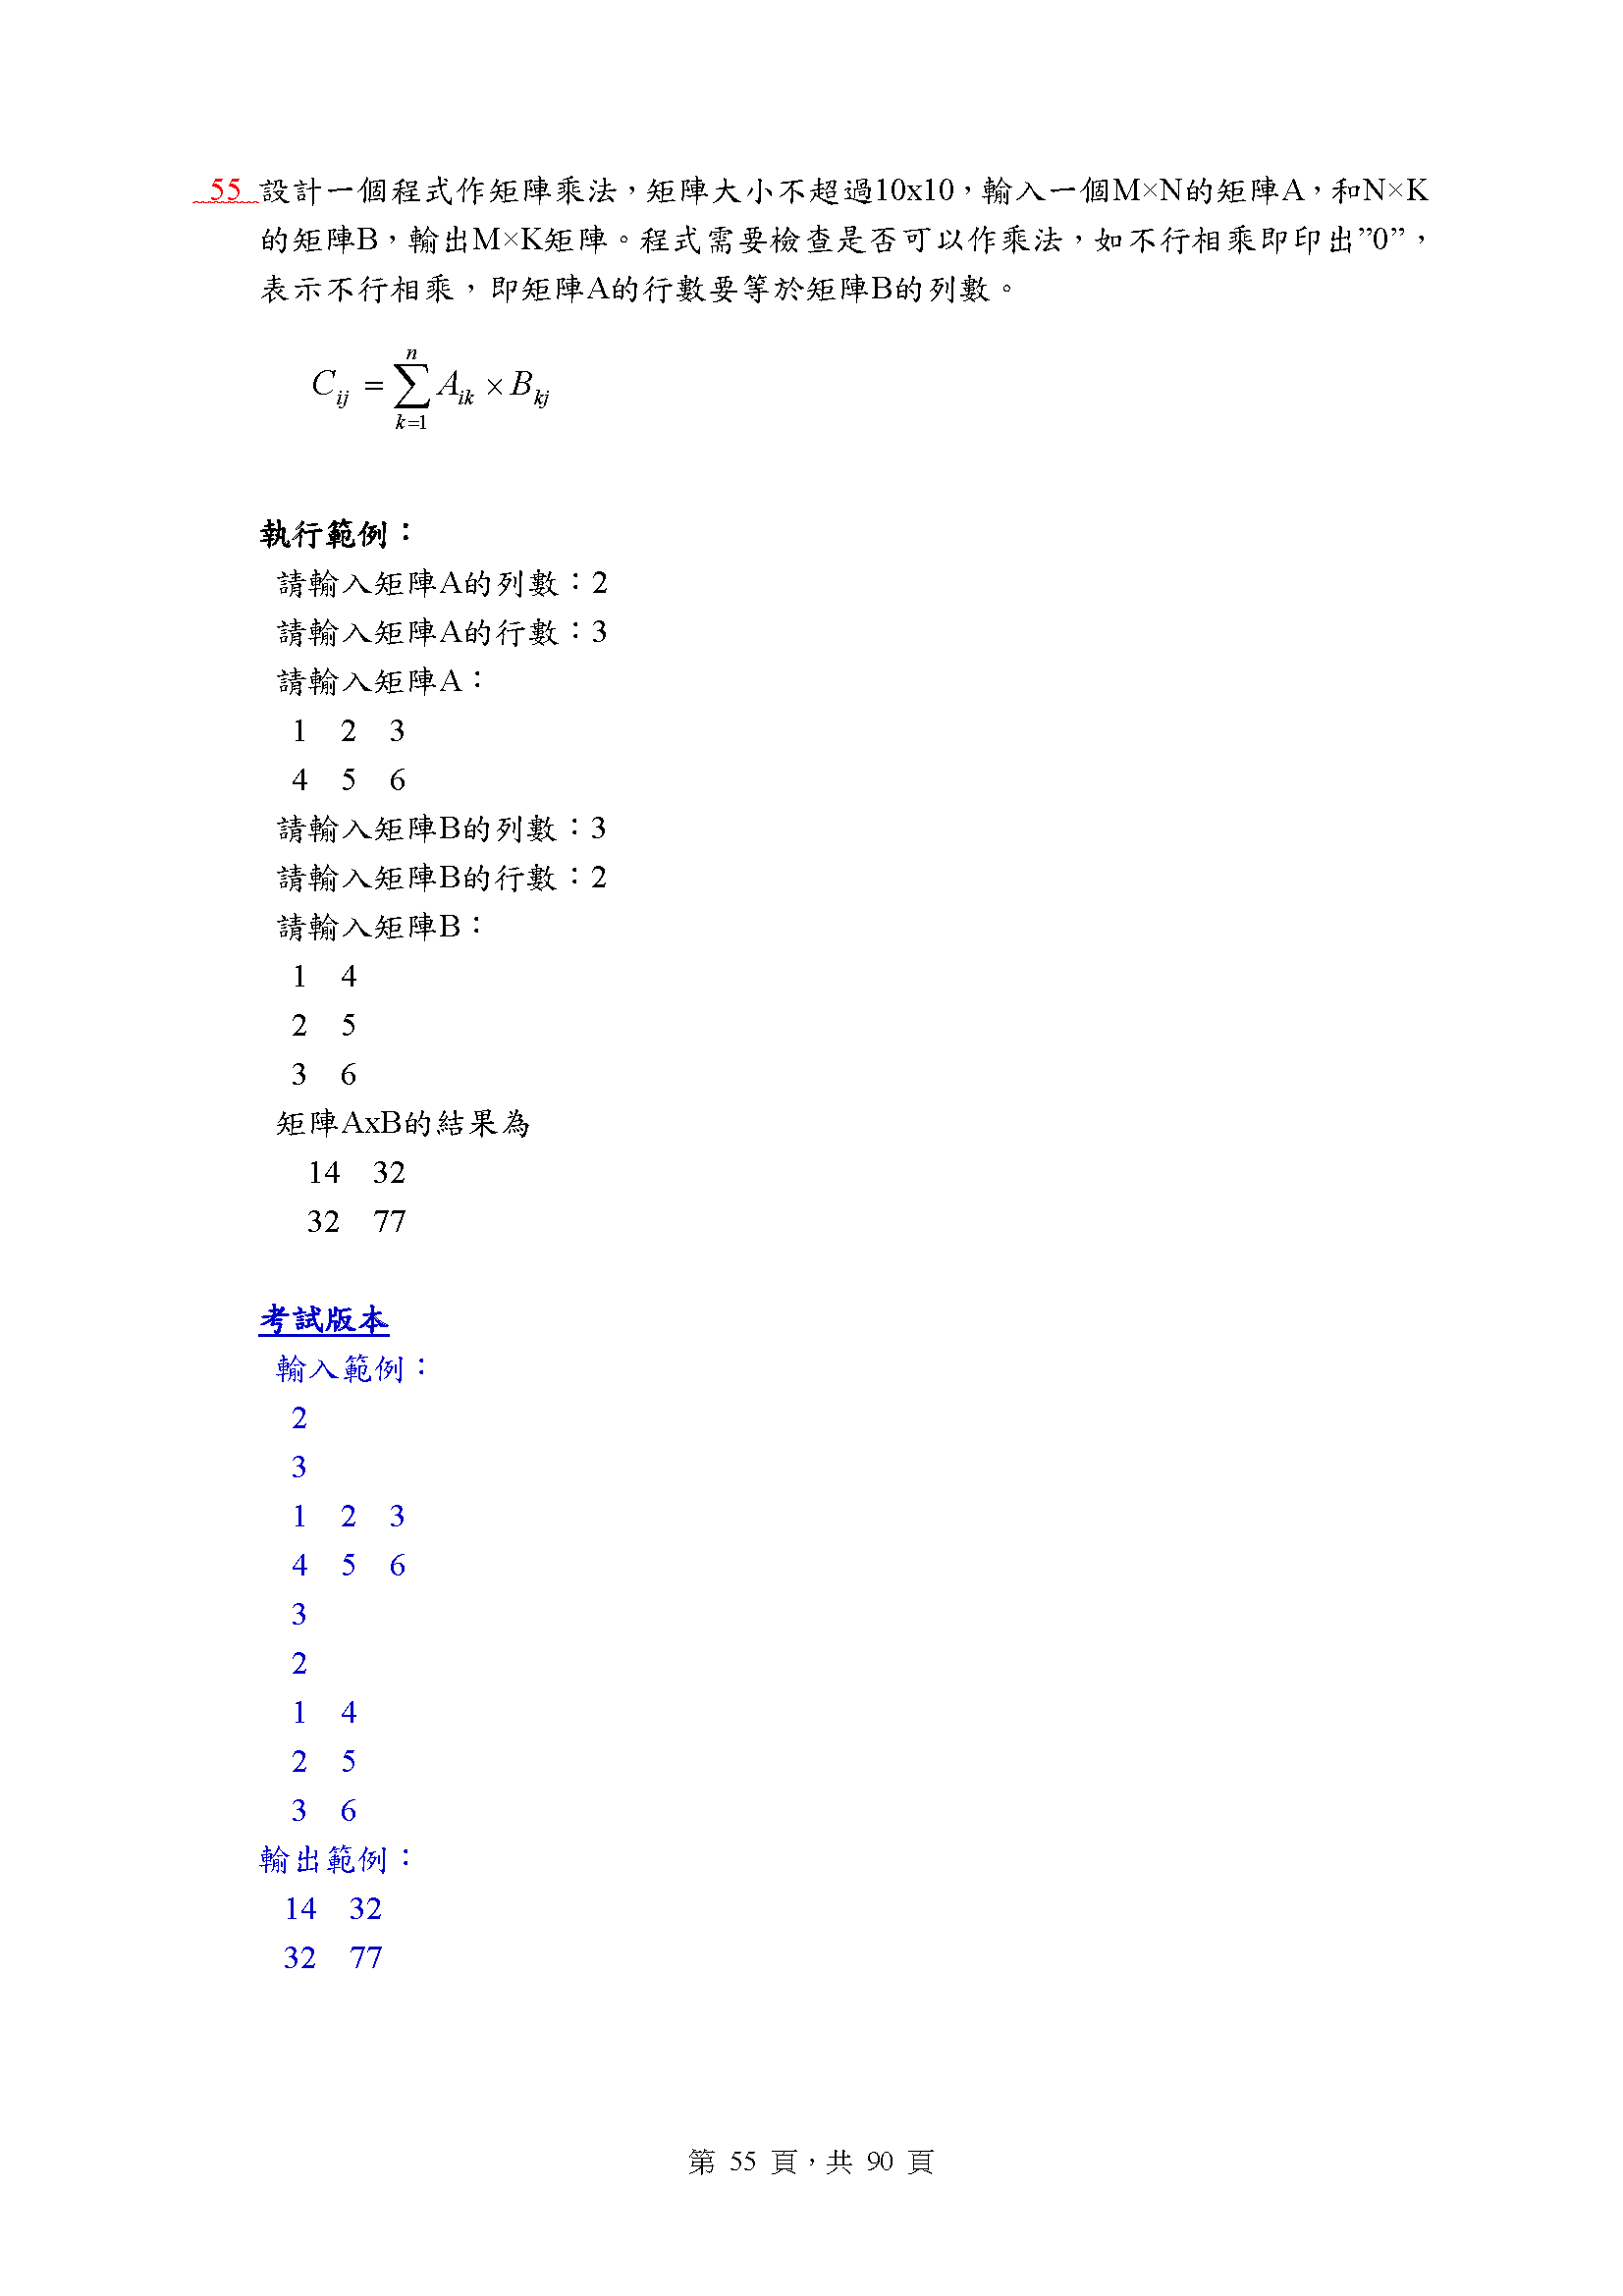 55 設計一個程式作矩陣乘法，矩陣大小不超過10x10，輸入一個M×N的矩陣A，和N×K
的矩陣B，輸出M×K矩陣。程式需要檢查是否可以作乘法，如不行相乘即印出”0”，
表示不行相乘，即矩陣A的行數要等於矩陣B的列數。
C_{ij} = \sum_{k=1}^{n} A_{ik} × B_{kj}
執行範例：
請輸入矩陣A的列數：2
請輸入矩陣A的行數：3
請輸入矩陣A：
1 2 3
4 5 6
請輸入矩陣B的列數：3
請輸入矩陣B的行數：2
請輸入矩陣B：
1 4
2 5
3 6
矩陣AxB的結果為
14 32
32 77
考試版本
輸入範例：
2
3
1 2 3
4 5 6
3
2
1 4
2 5
3 6
輸出範例：
14 32
32 77
第 55 頁，共 90 頁